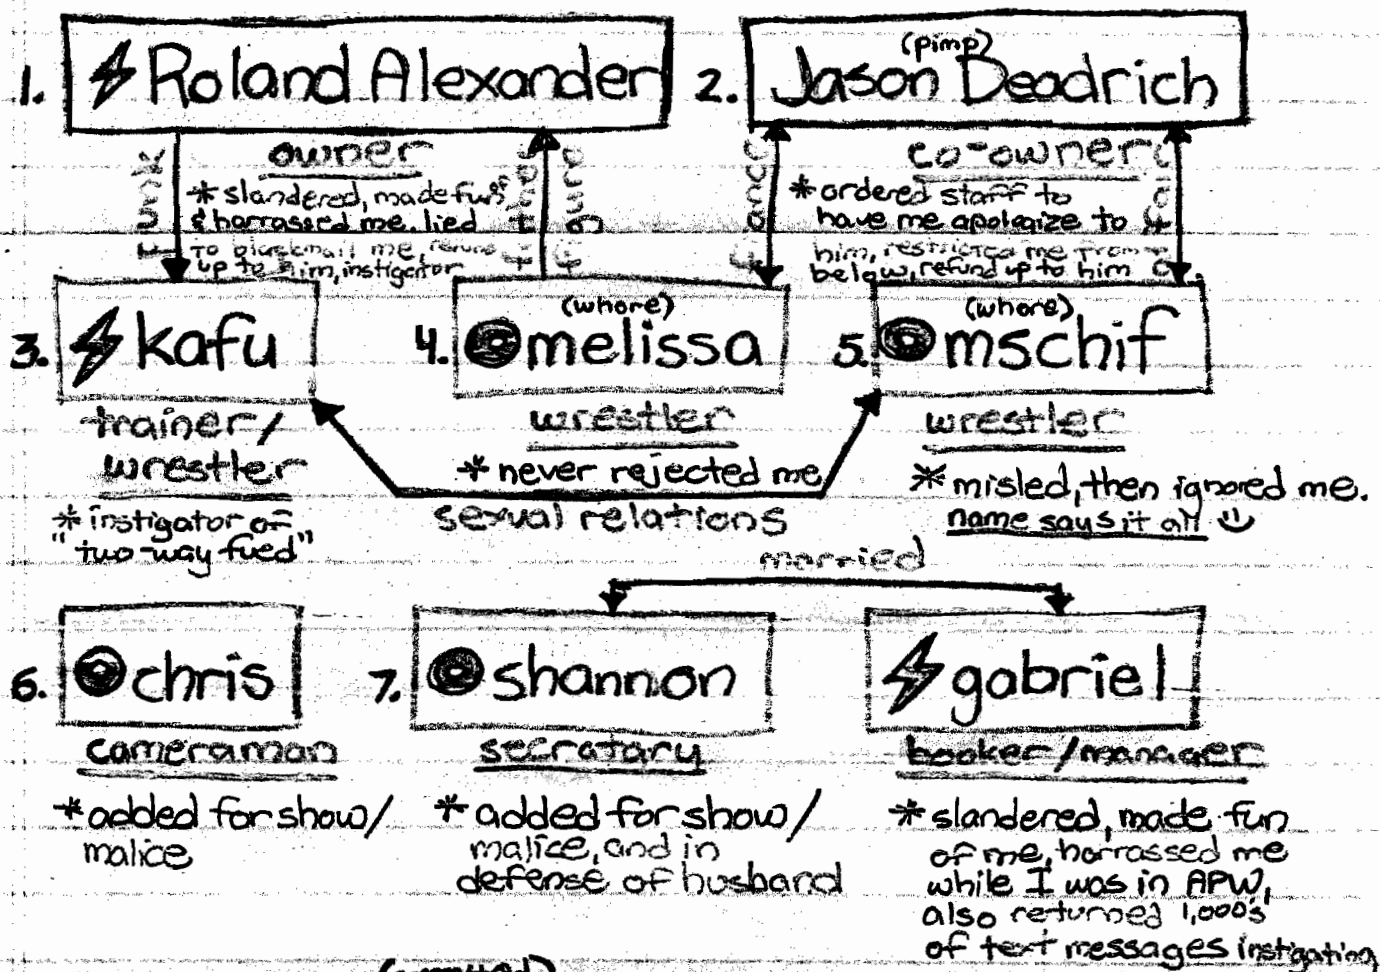 1. Roland Alexander
2. (pimp)
Jason Deadrich
owner
* slandered, made fun of
& harrassed me, lied
to blackmail me, refund
up to him, instigator
father
figure
co-owner
* ordered staff to
have me apologize to
him, restricted me from
below, refund up to him
3. kafu
trainer/
wrestler
* instigator of
"two-way fued"
4. (whore)
melissa
wrestler
* never rejected me
5. (whore)
mschif
wrestler
* misled, then ignored me.
name says it all
sexual relations
married
6. chris
cameraman
* added for show/
malice
7. shannon
secratary
* added for show/
malice, and in
defense of husband
gabriel
booker/manager
* slandered, made fun
of me, harrassed me
while I was in APW,
also returned 1,000's
of text messages instigating